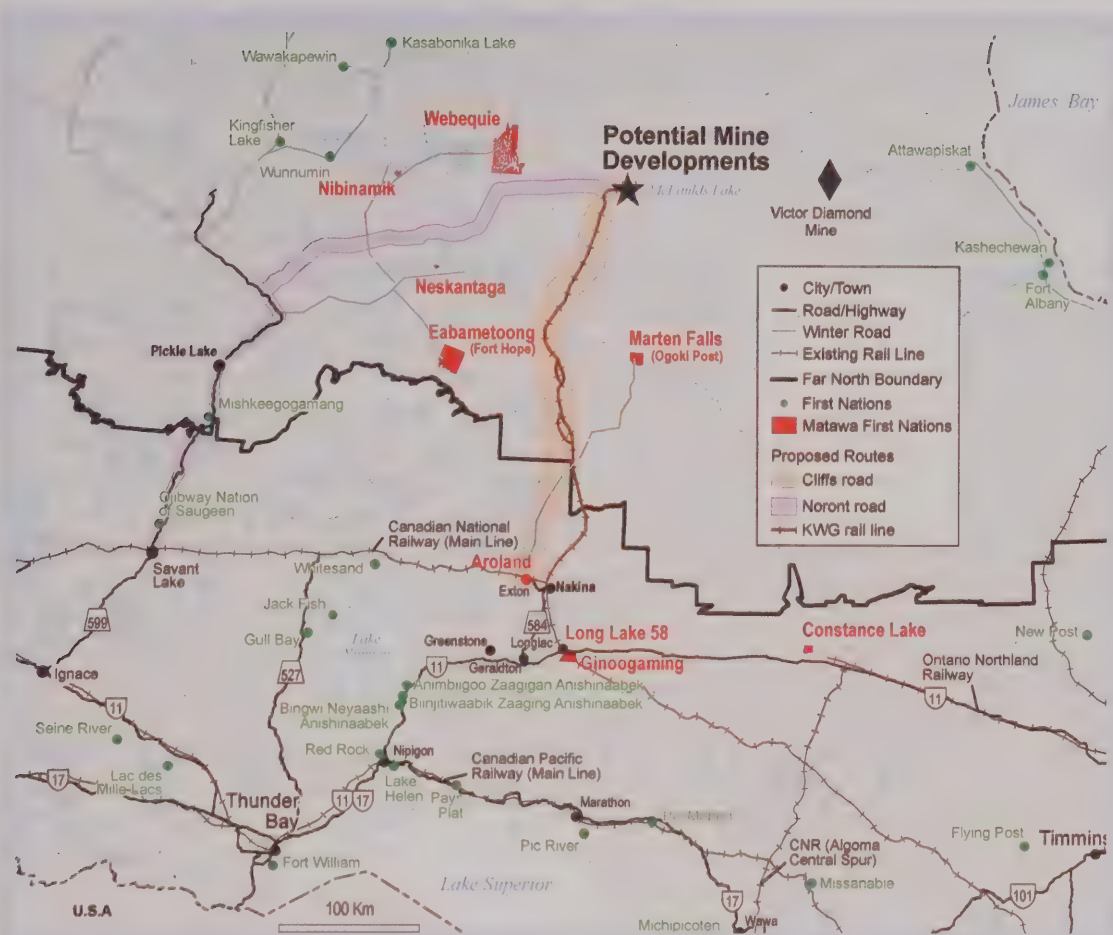 Kasabonika Lake
Wawakapewin
James Bay
Webequie
Kingfisher
Lake
Potential Mine
Developments
Attawapiskat
Wunnumin
Nibinamik
Lake
Victor Diamond
Mine
Kashechewan
Fort
Albany
Neskantaga
City/Town
Road/Highway
Winter Road
Existing Rail Line
Far North Boundary
First Nations
Matawa First Nations
Proposed Routes
Cliffs road
Noront road
KWG rail line
Eabametoong
(Fort Hope)
Marten Falls
(Ogoki Post)
Pickle Lake
Mishkeegogamang
Ojibway Nation
of Saugeen
Canadian National
Railway (Main Line)
Savant
Lake
Whitesand
Aroland
Exton
Nakina
599
Jack Fish
Gull Bay
Lake
584
Greenstone
Longlac
Geraldton
Long Lake 58
Ginoogaming
Constance Lake
New Post
Ignace
527
11
Ontario Northland
Railway
11
11
Animbiigoo Zaagigan Anishinaabek
Bingwi Neyaashi
Anishinaabek
Biinjitiwaabik Zaaging Anishinaabek
Seine River
Red Rock
Nipigon
Canadian Pacific
Railway (Main Line)
17
Lac des
Mille-Lacs
Lake
Helen
Pay
Plat
Thunder
Bay
11
17
Marathon
Pic River
Flying Post
Timmins
CNR (Algoma
Central Spur)
Fort William
Missanabie
Lake Superior
U.S.A
100 Km
17
101
Michipicoten
Wawa